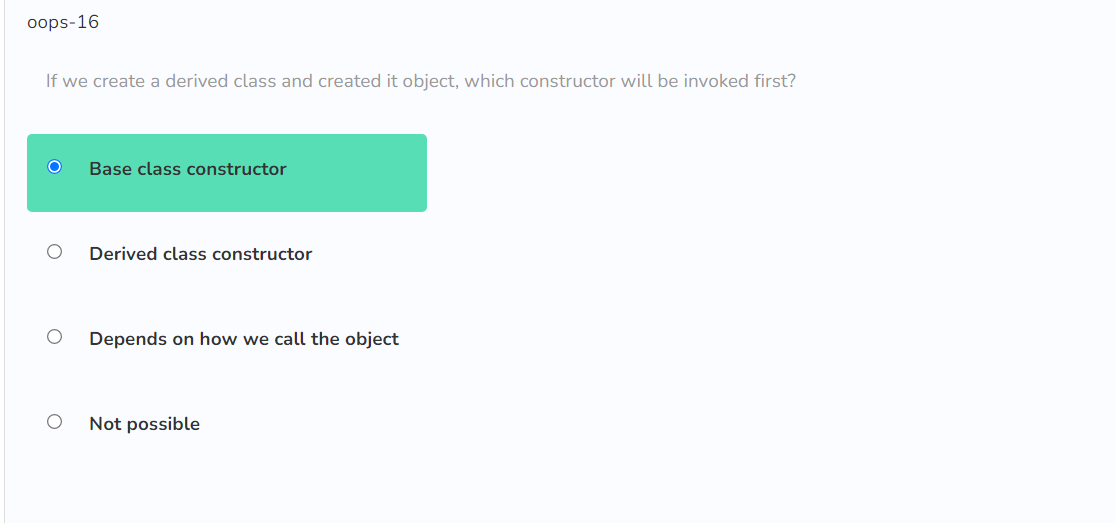 oops-16
If we create a derived class and created it object, which constructor will be invoked first?
Base class constructor
Derived class constructor
Depends on how we call the object
Not possible